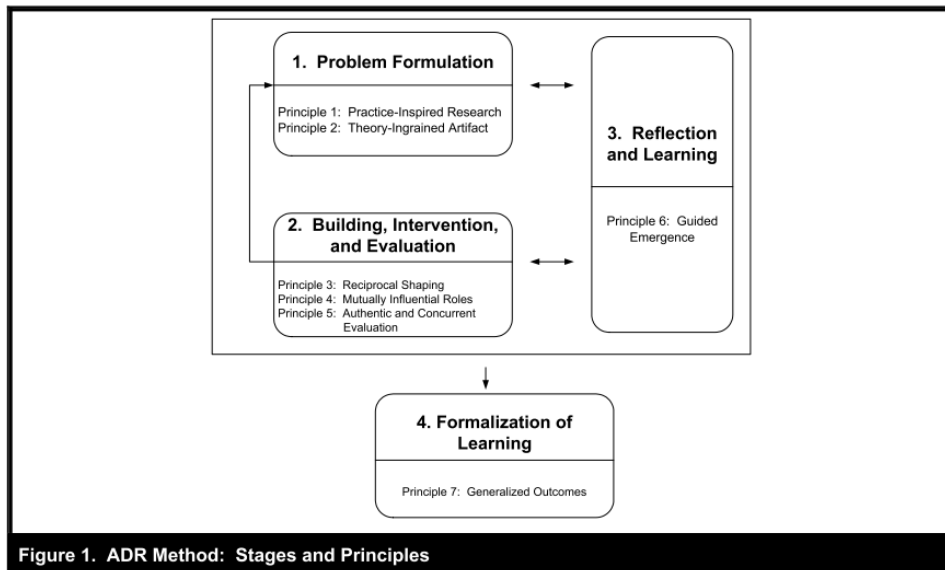 1. Problem Formulation
Principle 1: Practice-Inspired Research
Principle 2: Theory-Ingrained Artifact
2. Building, Intervention,
and Evaluation
Principle 3: Reciprocal Shaping
Principle 4: Mutually Influential Roles
Principle 5: Authentic and Concurrent
Evaluation
3. Reflection
and Learning
Principle 6: Guided
Emergence
4. Formalization of
Learning
Principle 7: Generalized Outcomes
Figure 1. ADR Method: Stages and Principles